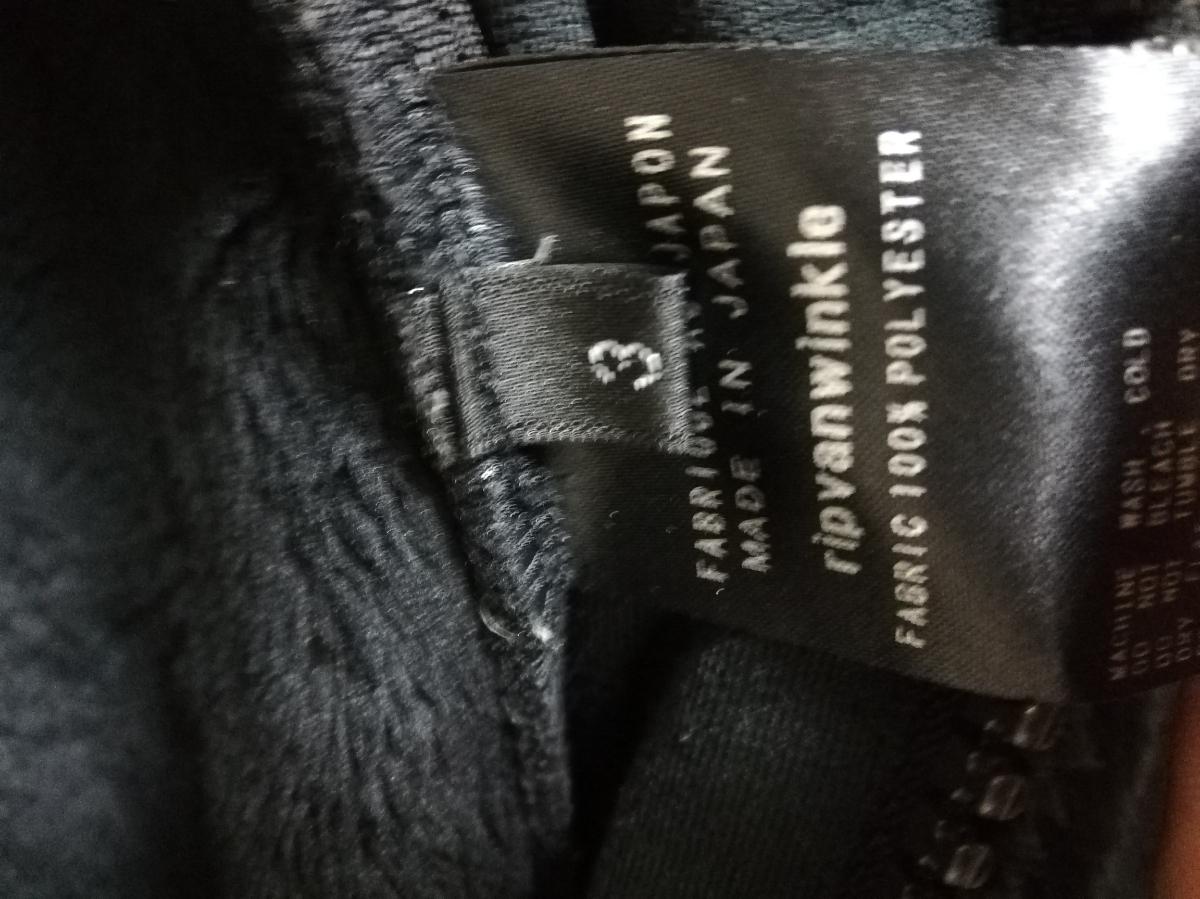 3
FABRIQUE AU JAPON
MADE IN JAPAN
ripvanwinkle
FABRIC 100% POLYESTER
MACHINE WASH COLD
DO NOT BLEACH
DO NOT TUMBLE DRY
DRY